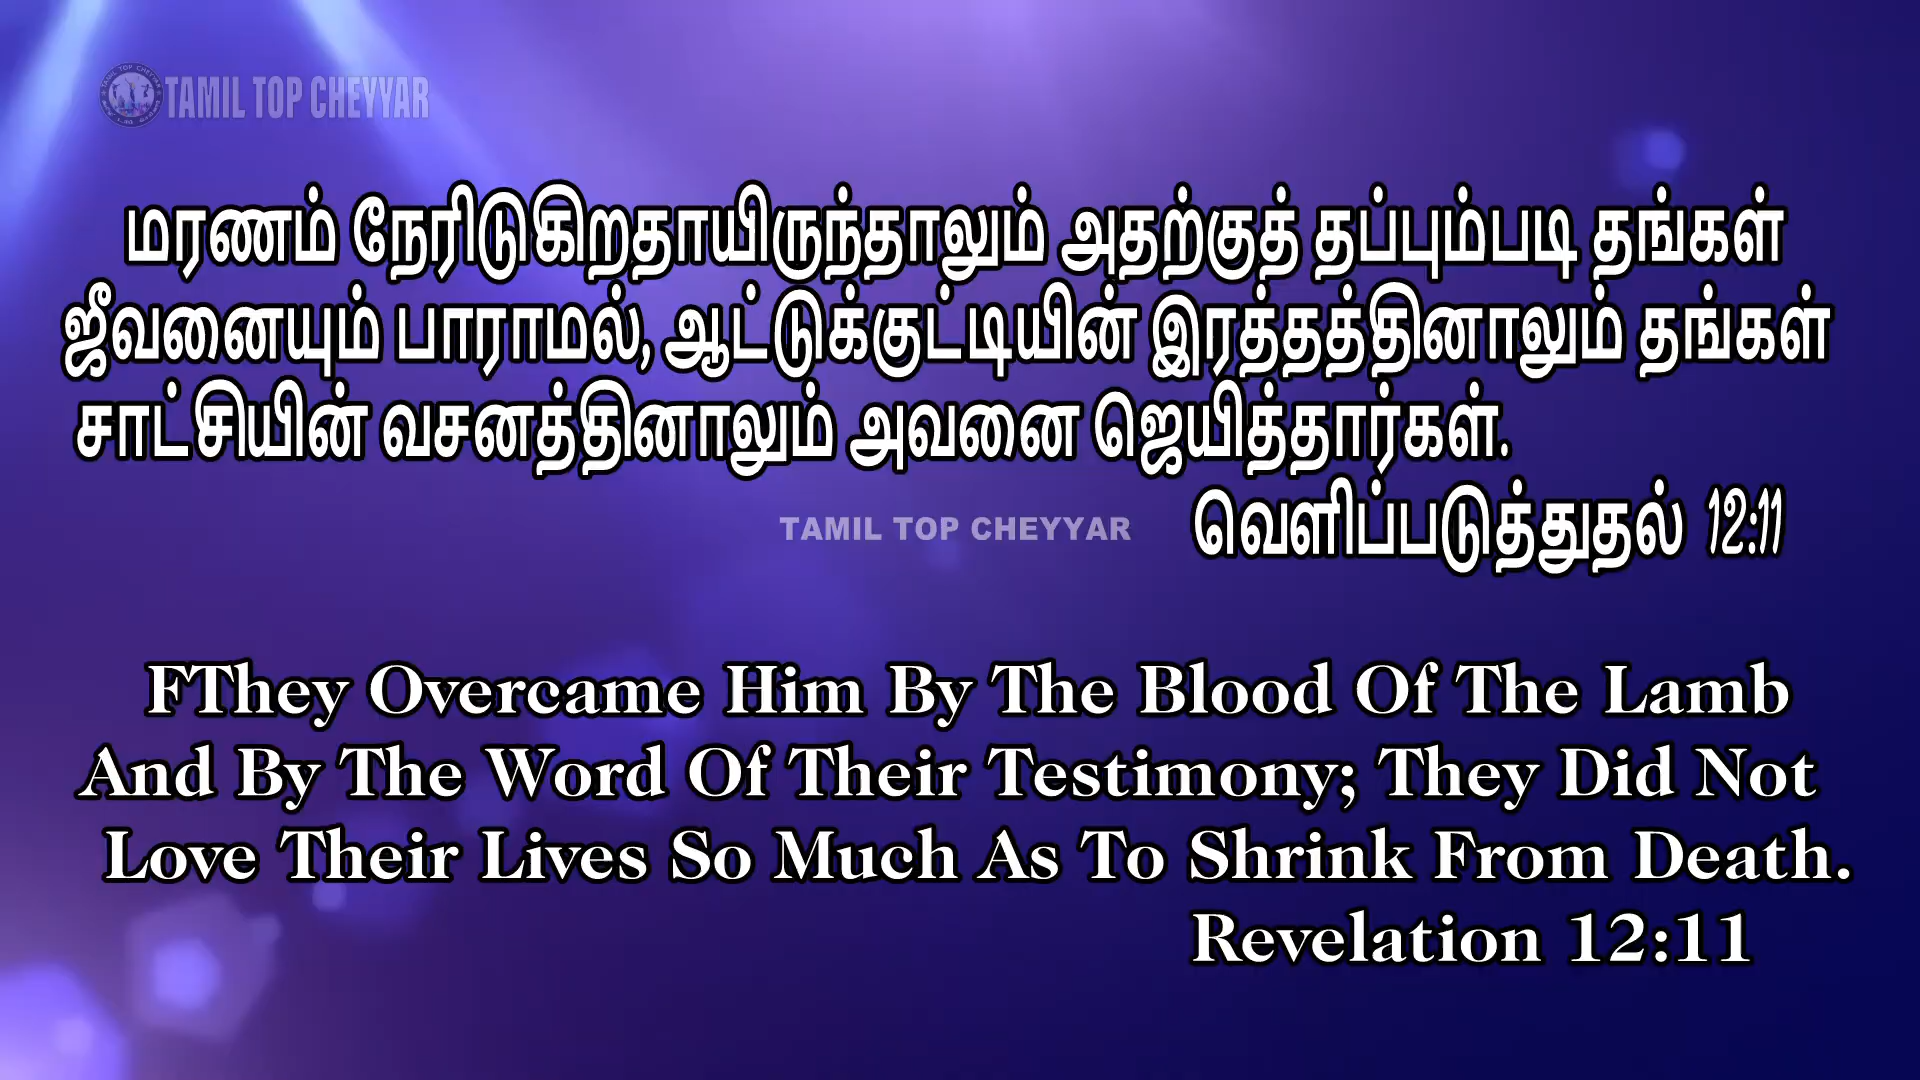 TAMIL TOP CHEYYAR
மரணம் நேரிடுகிறதாயிருந்தாலும் அதற்குத் தப்பும்படி தங்கள்
ஜீவனையும் பாராமல், ஆட்டுக்குட்டியின் இரத்தத்தினாலும் தங்கள்
சாட்சியின் வசனத்தினாலும் அவனை ஜெயித்தார்கள்.
வெளிப்படுத்துதல் 12:11
TAMIL TOP CHEYYAR
FThey Overcame Him By The Blood Of The Lamb
And By The Word Of Their Testimony; They Did Not
Love Their Lives So Much As To Shrink From Death.
Revelation 12:11